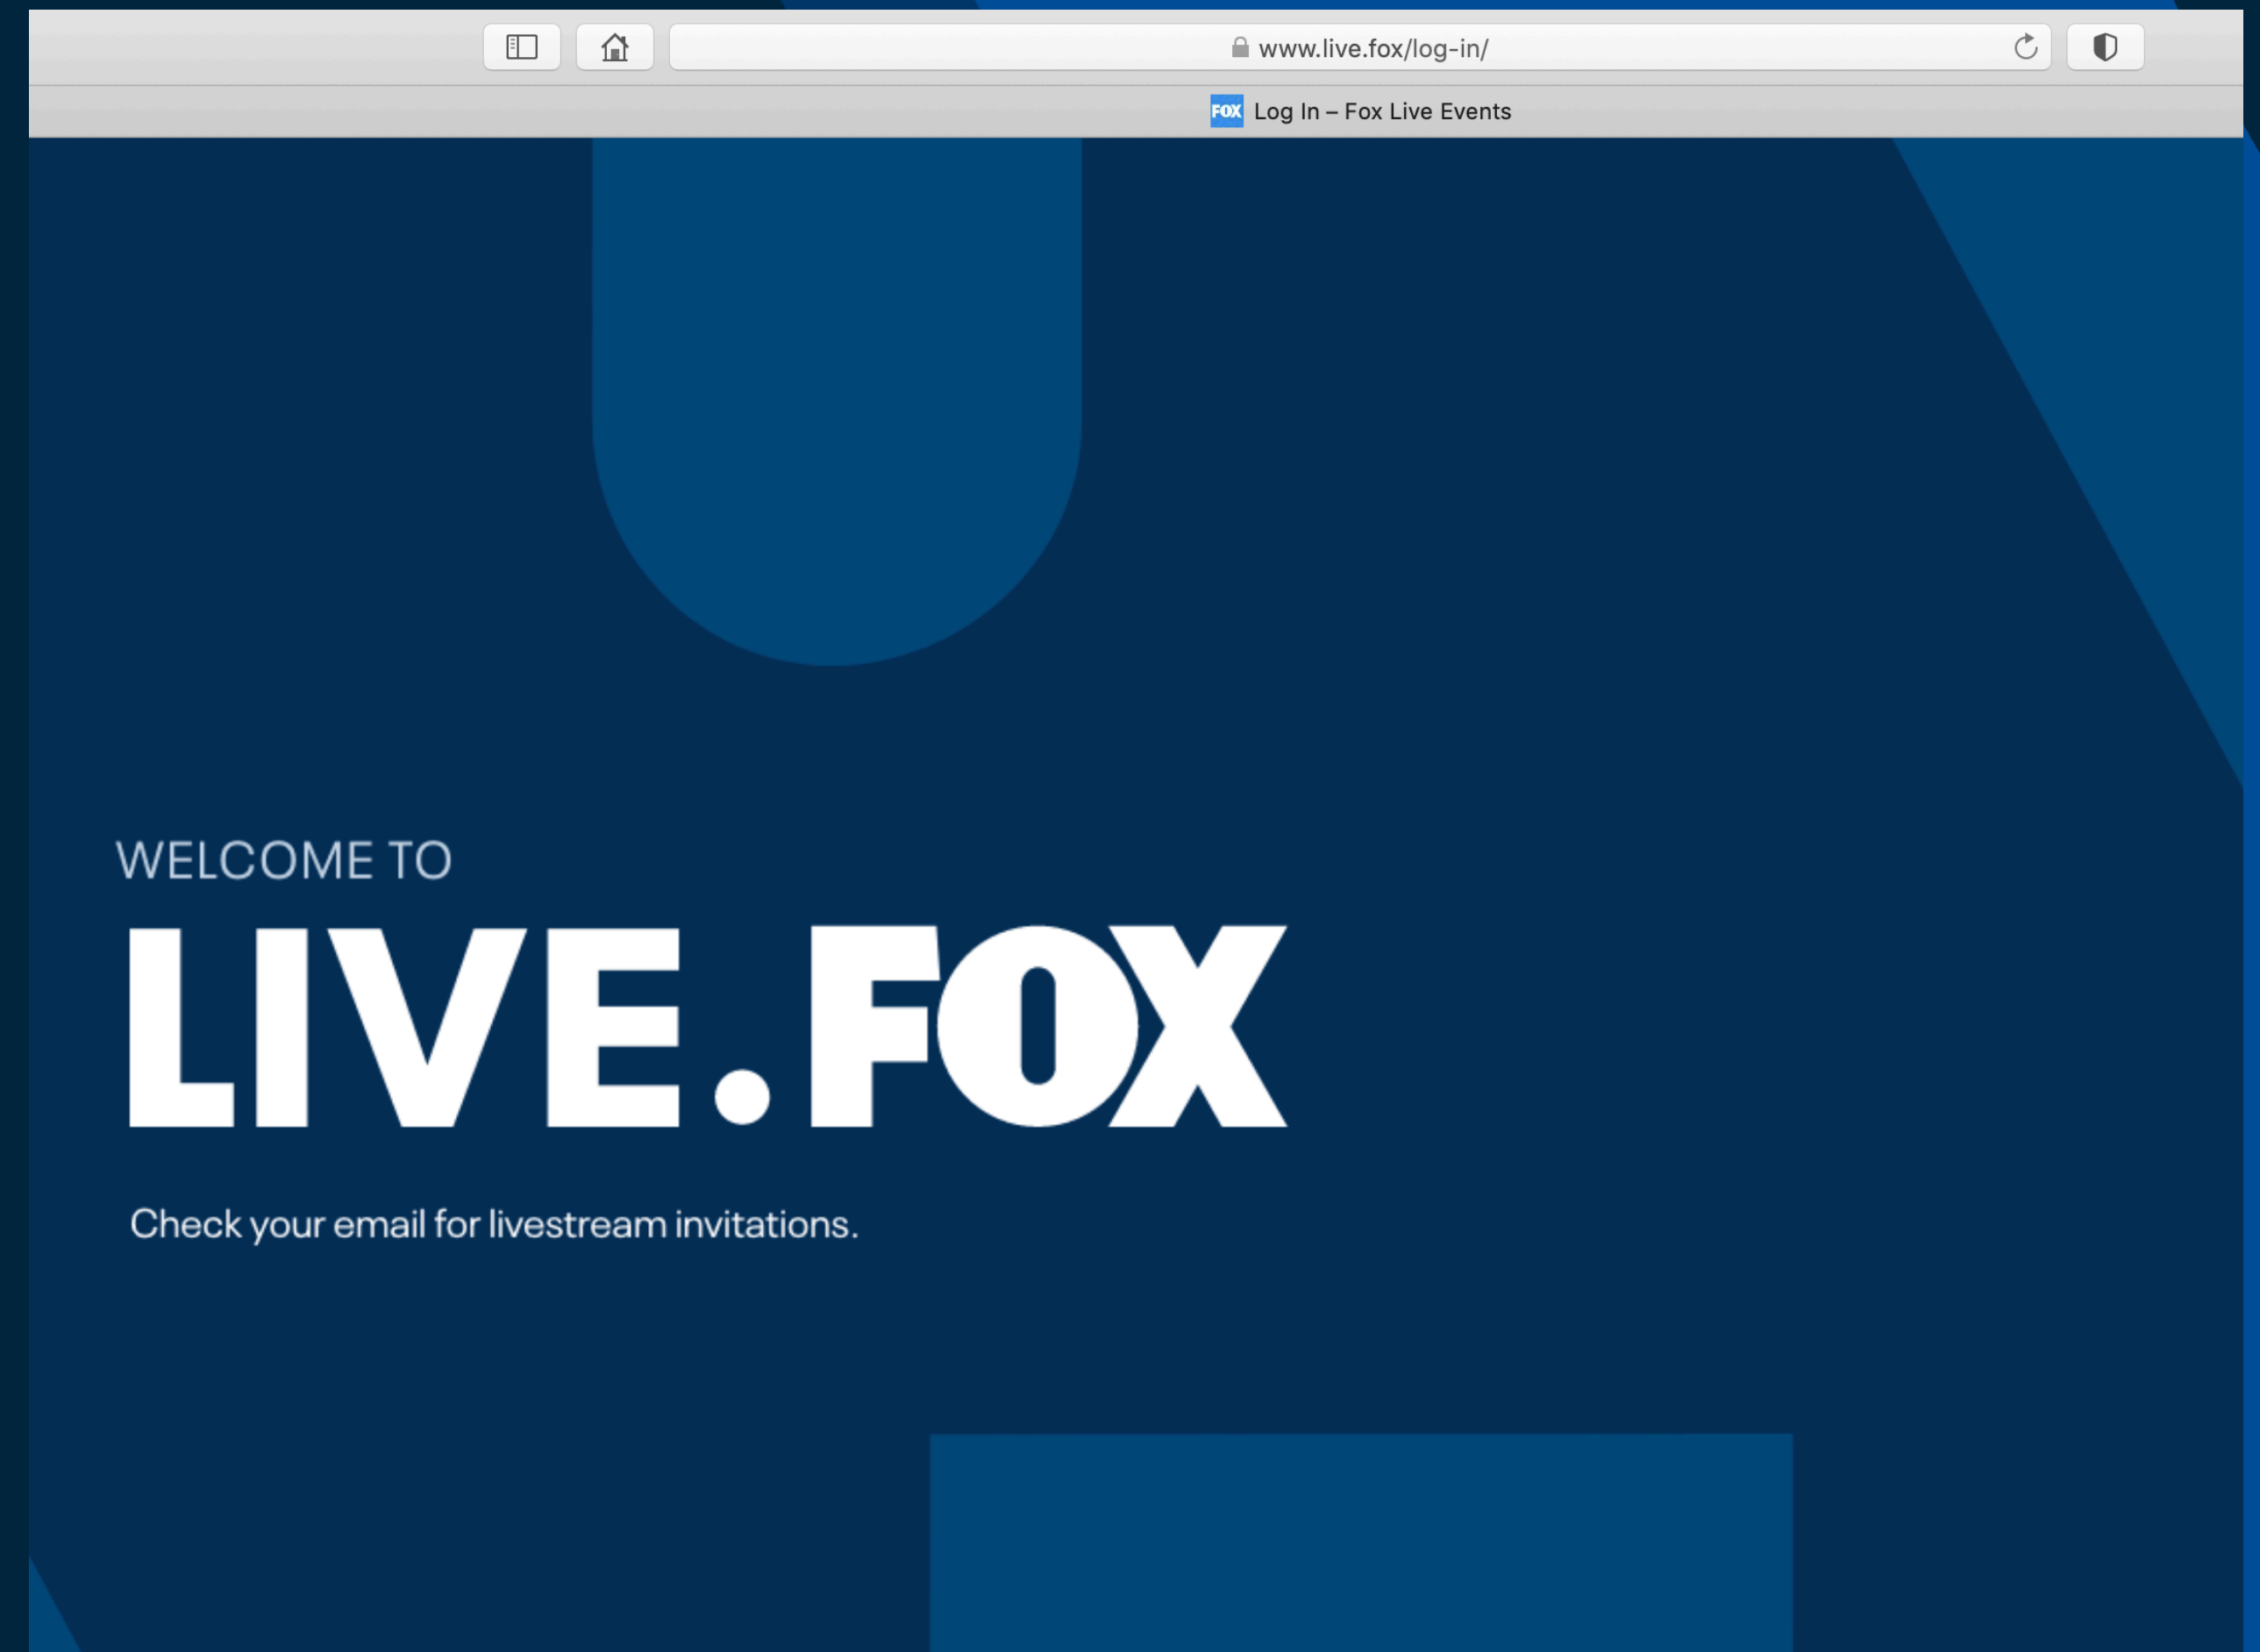 www.live.fox/log-in/
FOX Log In – Fox Live Events
WELCOME TO
LIVE.FOX
Check your email for livestream invitations.